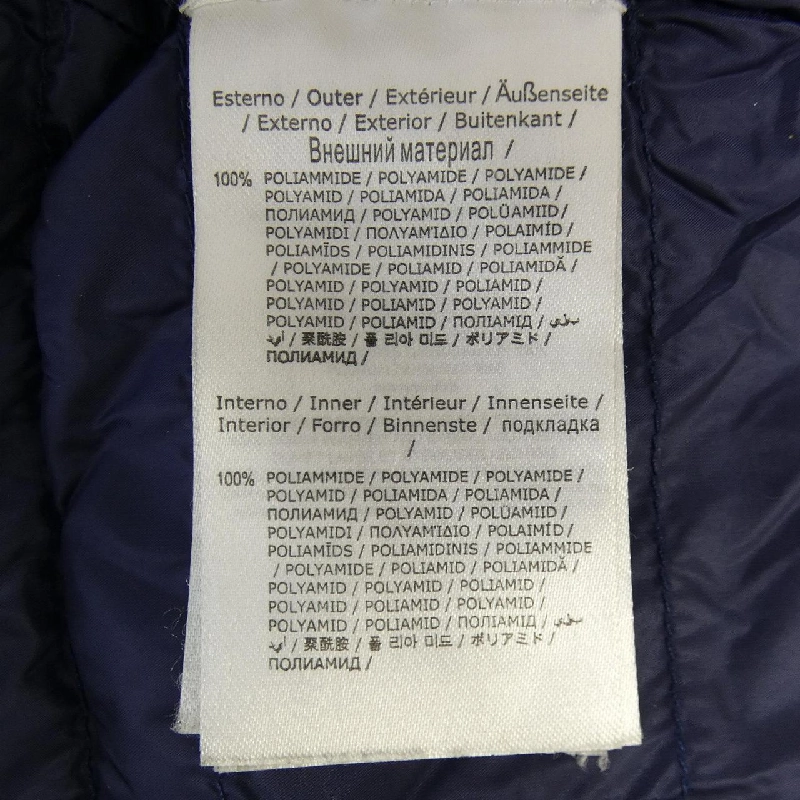 Esterno / Outer / Extérieur / Äußenseite
/ Externo / Exterior / Buitenkant /
Внешний материал /
100% POLIAMMIDE / POLYAMIDE / POLYAMIDE /
POLYAMID / POLIAMIDA / POLIAMIDA /
ПОЛИАМИД / POLYAMID / POLÜAMIID /
POLYAMIDI / ΠΟΛΥΑΜΊΔΙΟ / POLAIMÍD /
POLIAMĪDS / POLIAMIDINIS / POLIAMMIDE
/ POLYAMIDE / POLIAMID / POLIAMIDĂ /
POLYAMID / POLYAMID / POLIAMID /
POLYAMID / POLIAMID / POLYAMID /
POLYAMID / POLIAMID / ПОЛІАМИД /
/ 聚酰胺 / 폴 리아 미드 / ポリアミド /
ПОЛИАМИД /
Interno / Inner / Intérieur / Innenseite /
Interior / Forro / Binnenste / подкладка
/
100% POLIAMMIDE / POLYAMIDE / POLYAMIDE /
POLYAMID / POLIAMIDA / POLIAMIDA /
ПОЛИАМИД / POLYAMID / POLÜAMIID /
POLYAMIDI / ΠΟΛΥΑΜΊΔΙΟ / POLAIMÍD /
POLIAMĪDS / POLIAMIDINIS / POLIAMMIDE
/ POLYAMIDE / POLIAMID / POLIAMIDĂ /
POLYAMID / POLYAMID / POLIAMID /
POLYAMID / POLIAMID / POLYAMID /
POLYAMID / POLIAMID / ПОЛІАМИД /
/ 聚酰胺 / 폴 리아 미드 / ポリアミド /
ПОЛИАМИД /